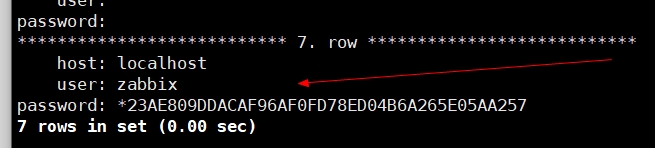 user:
password:
*************************** 7. row ***************************
host: localhost
user: zabbix
password: *23AE809DDACAF96AF0FD78ED04B6A265E05AA257
7 rows in set (0.00 sec)